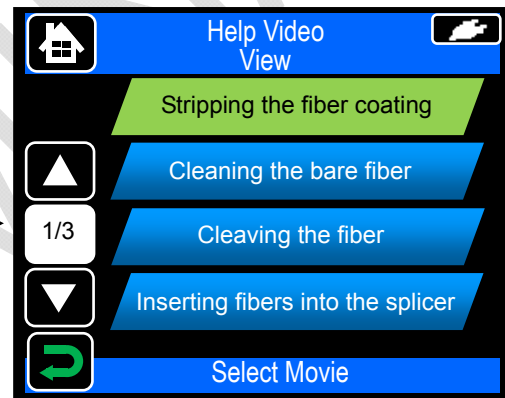 Help Video
View
Stripping the fiber coating
Cleaning the bare fiber
1/3
Cleaving the fiber
Inserting fibers into the splicer
Select Movie